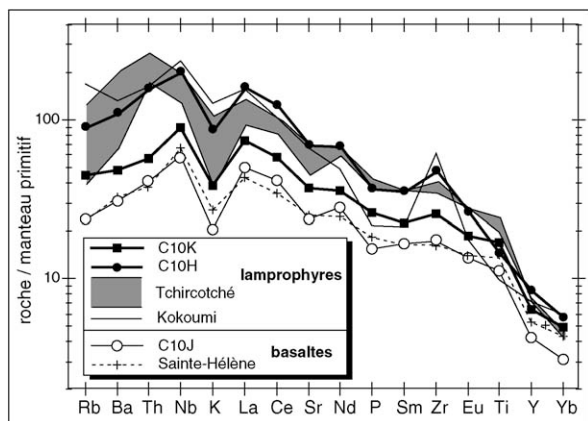 roche / manteau primitif
100
10
C10K
C10H
lamprophyres
Tchircotché
Kokoumi
C10J
basaltes
Sainte-Hélène
Rb Ba Th Nb K La Ce Sr Nd P Sm Zr Eu Ti Y Yb